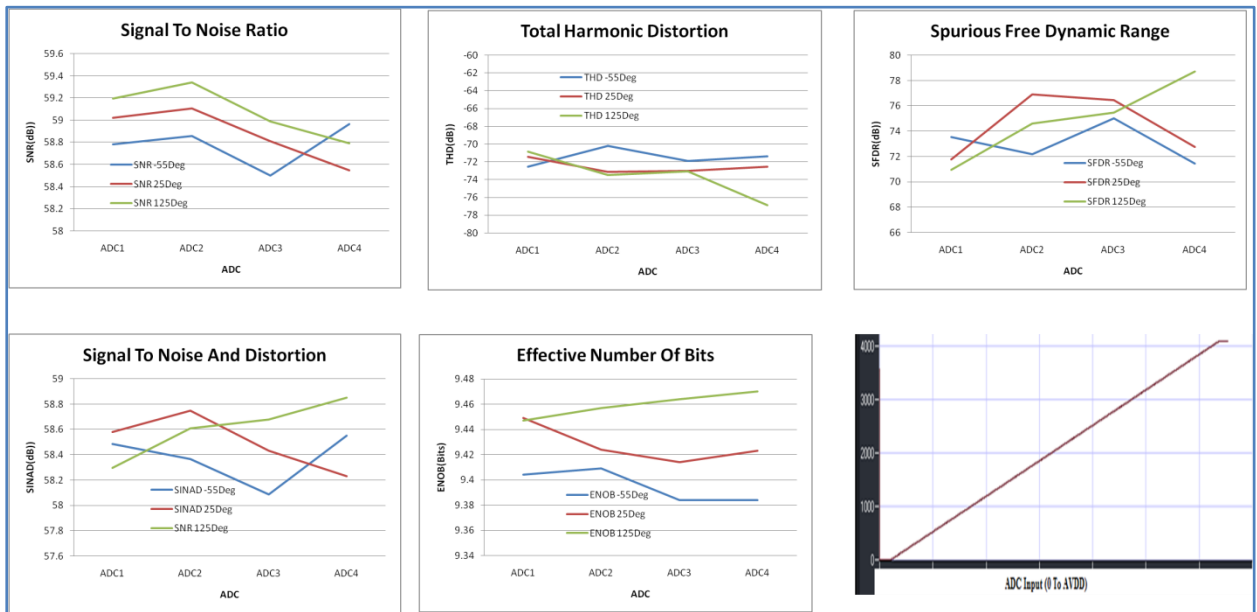 Signal To Noise Ratio
59.6
59.4
59.2
59
58.8
58.6
58.4
58.2
58
SNR(dB))
SNR -55Deg
SNR 25Deg
SNR 125Deg
ADC1 ADC2 ADC3 ADC4
ADC
Total Harmonic Distortion
-60
-62
-64
-66
-68
-70
-72
-74
-76
-78
-80
THD(dB))
THD -55Deg
THD 25Deg
THD 125Deg
ADC1 ADC2 ADC3 ADC4
ADC
Spurious Free Dynamic Range
80
78
76
74
72
70
68
66
SFDR(dB))
SFDR -55Deg
SFDR 25Deg
SFDR 125Deg
ADC1 ADC2 ADC3 ADC4
ADC
Signal To Noise And Distortion
59
58.8
58.6
58.4
58.2
58
57.8
57.6
SINAD(dB))
SINAD -55Deg
SINAD 25Deg
SNR 125Deg
ADC1 ADC2 ADC3 ADC4
ADC
Effective Number Of Bits
9.48
9.46
9.44
9.42
9.4
9.38
9.36
9.34
ENOB(Bits)
ENOB -55Deg
ENOB 25Deg
ENOB 125Deg
ADC1 ADC2 ADC3 ADC4
ADC
4000
3000
2000
1000
0
ADC Input (0 To AVDD)